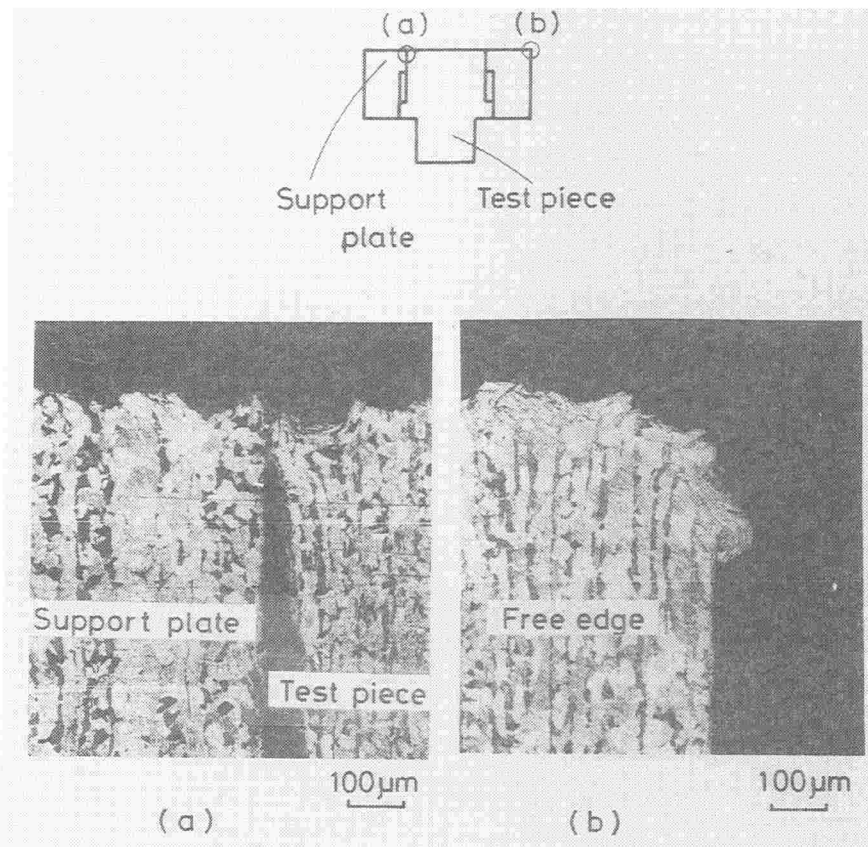 (a) (b)
Support Test piece
plate
Support plate
Test piece
Free edge
100μm
100μm
(a)
(b)